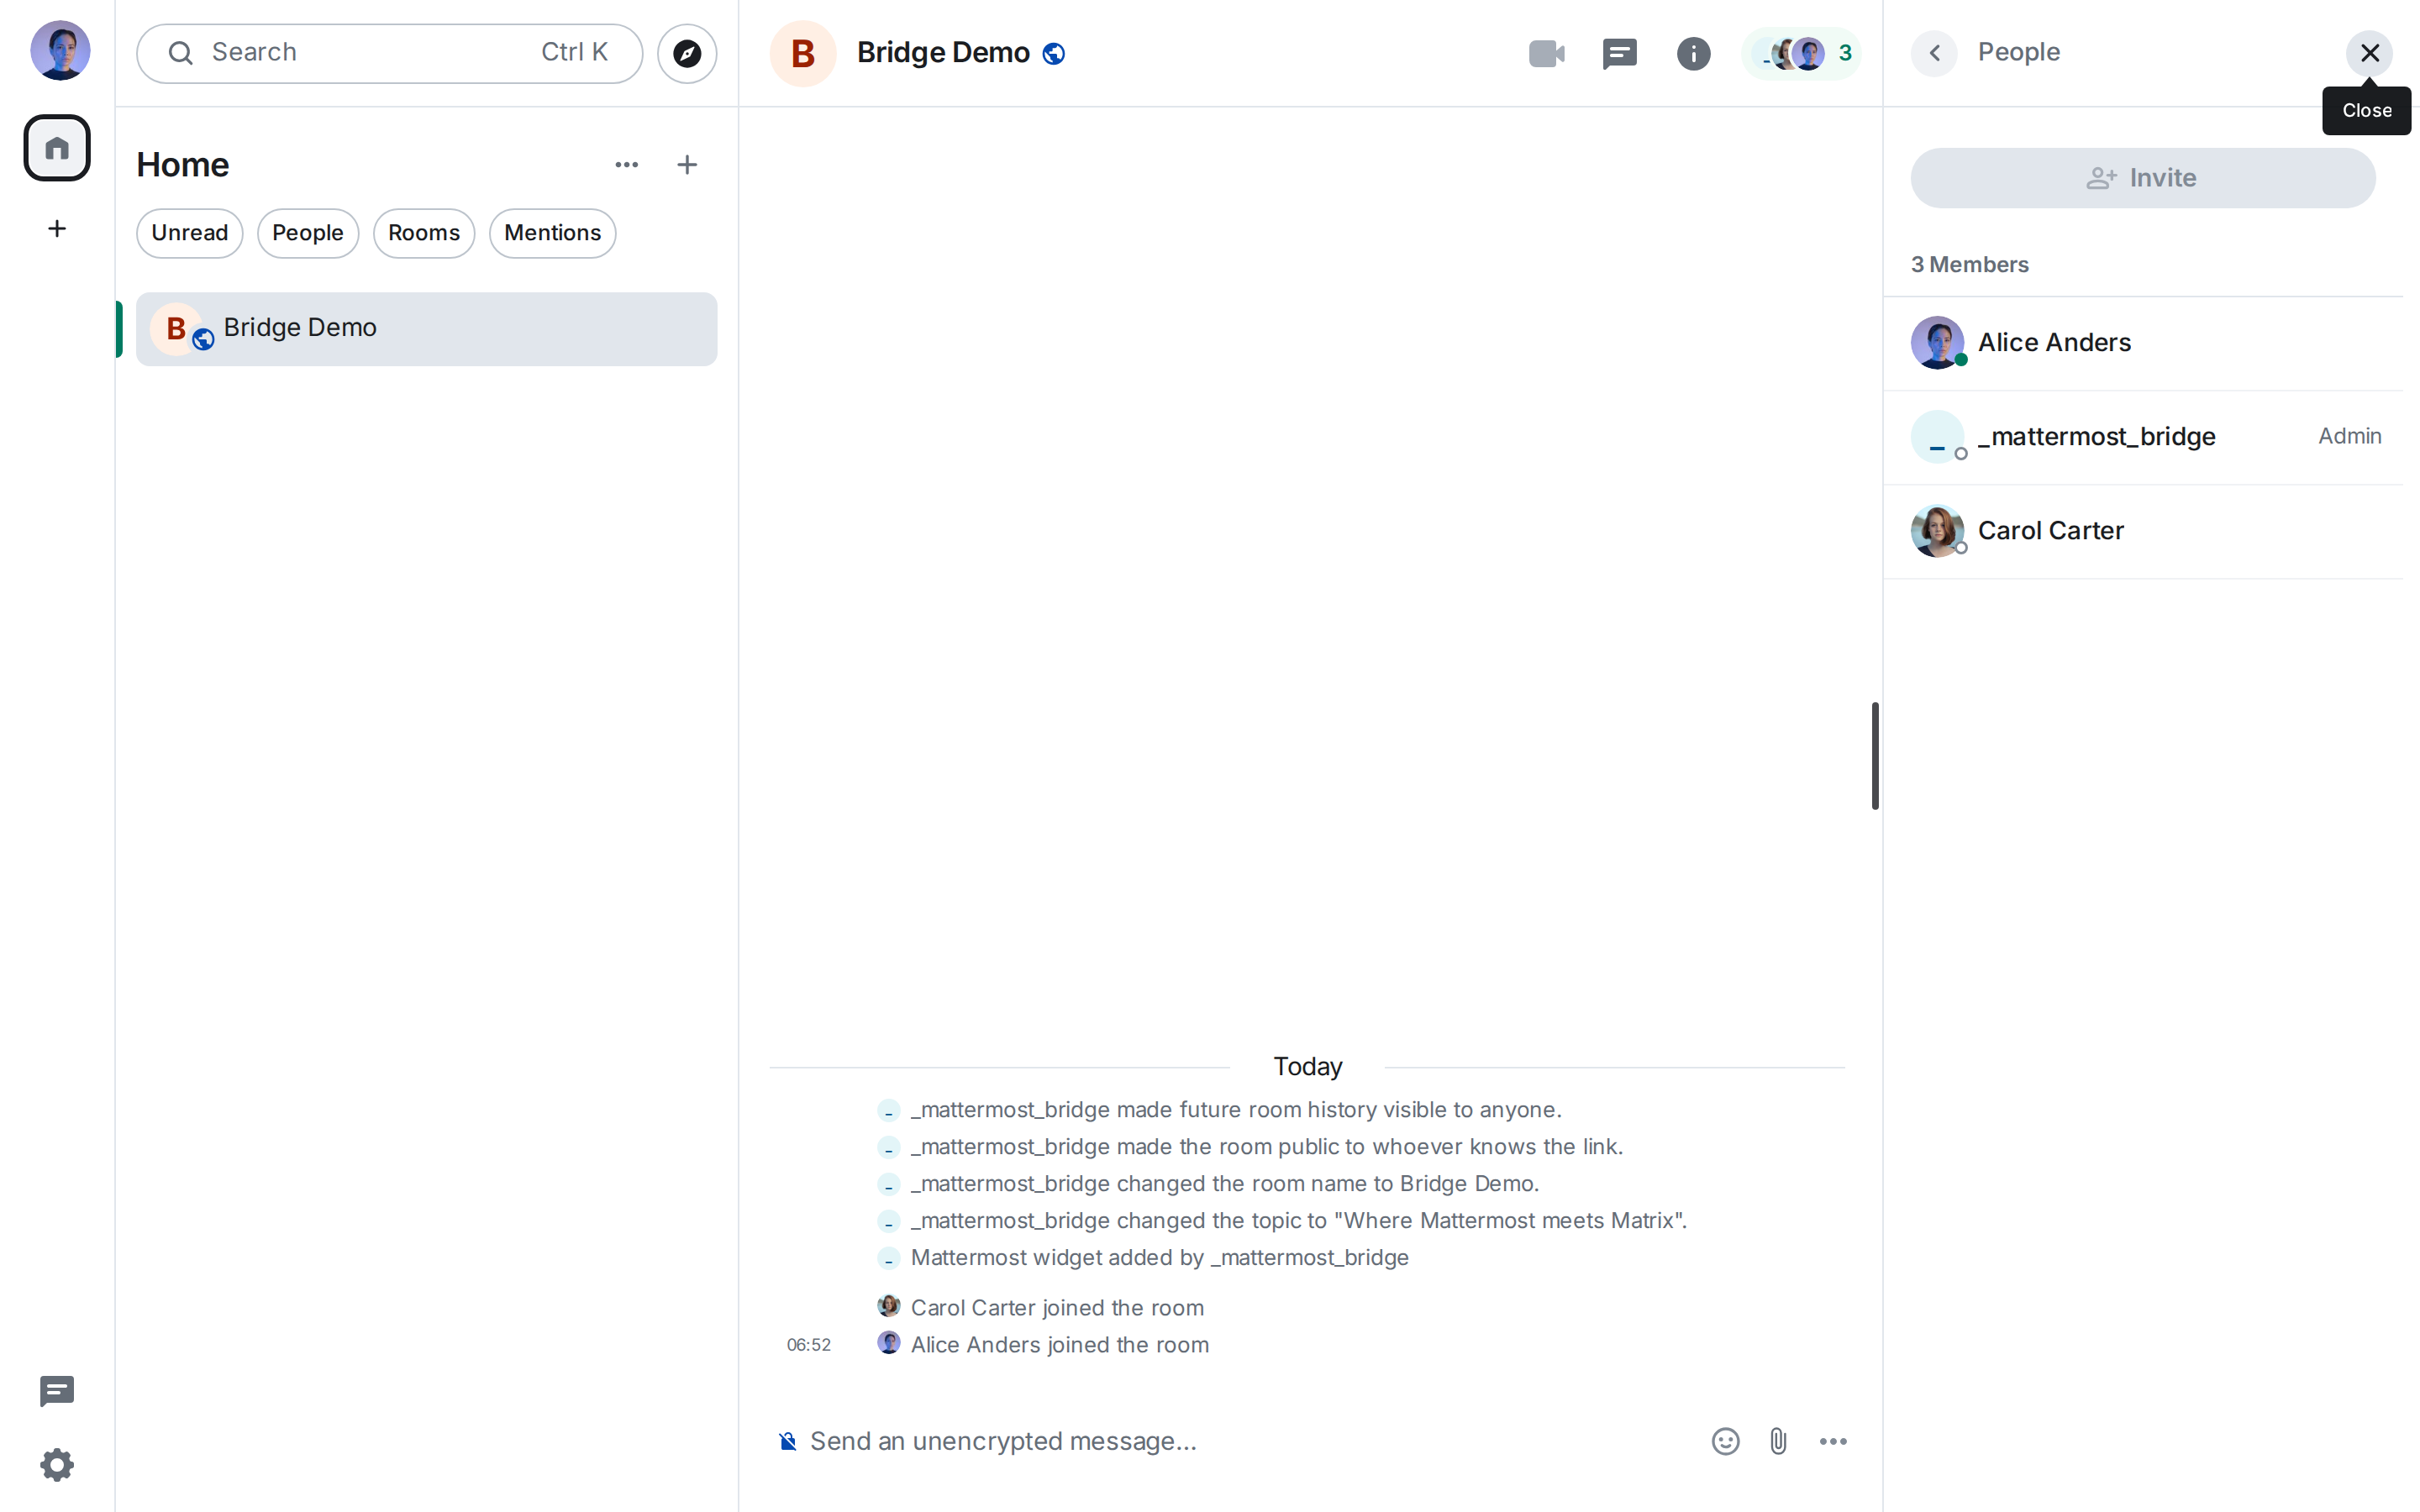 Search
Ctrl K
Home
Unread
People
Rooms
Mentions
B
Bridge Demo
B
Bridge Demo
3
Today
_mattermost_bridge made future room history visible to anyone.
_mattermost_bridge made the room public to whoever knows the link.
_mattermost_bridge changed the room name to Bridge Demo.
_mattermost_bridge changed the topic to "Where Mattermost meets Matrix".
Mattermost widget added by _mattermost_bridge
Carol Carter joined the room
06:52
Alice Anders joined the room
Send an unencrypted message...
People
Close
Invite
3 Members
Alice Anders
_mattermost_bridge
Admin
Carol Carter